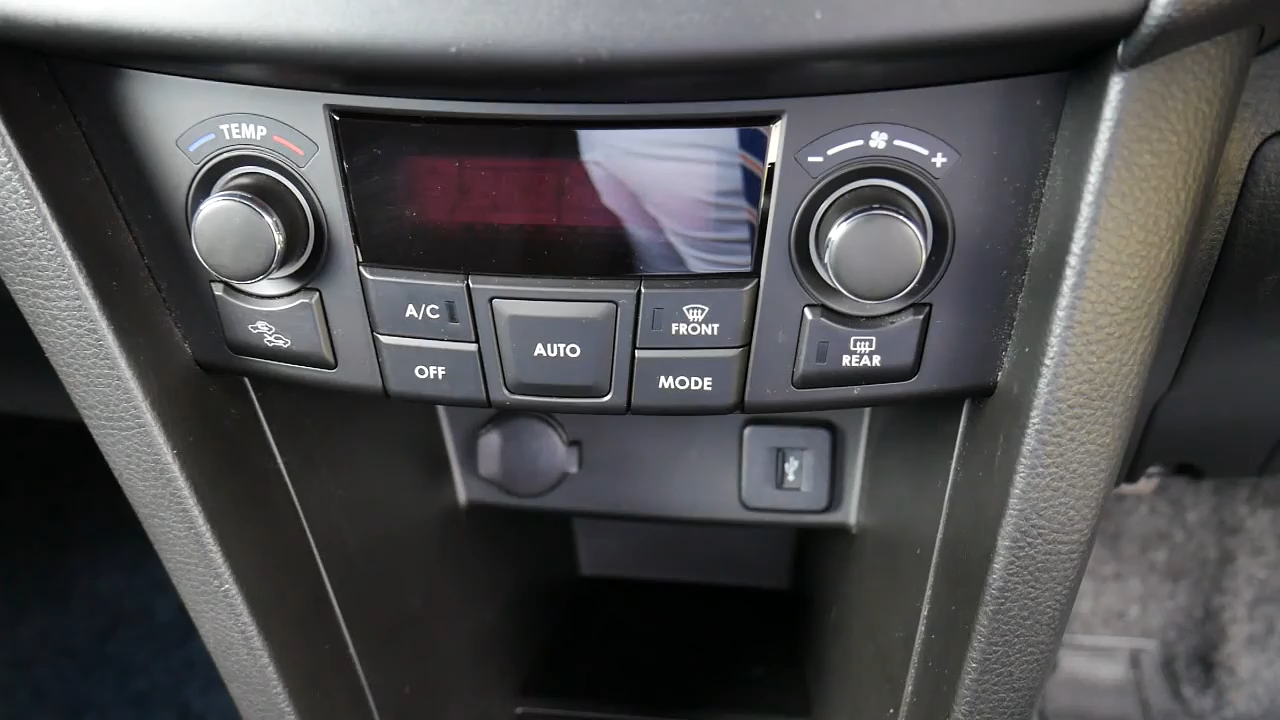 TEMP
- +
A/C
OFF
AUTO
FRONT
MODE
REAR